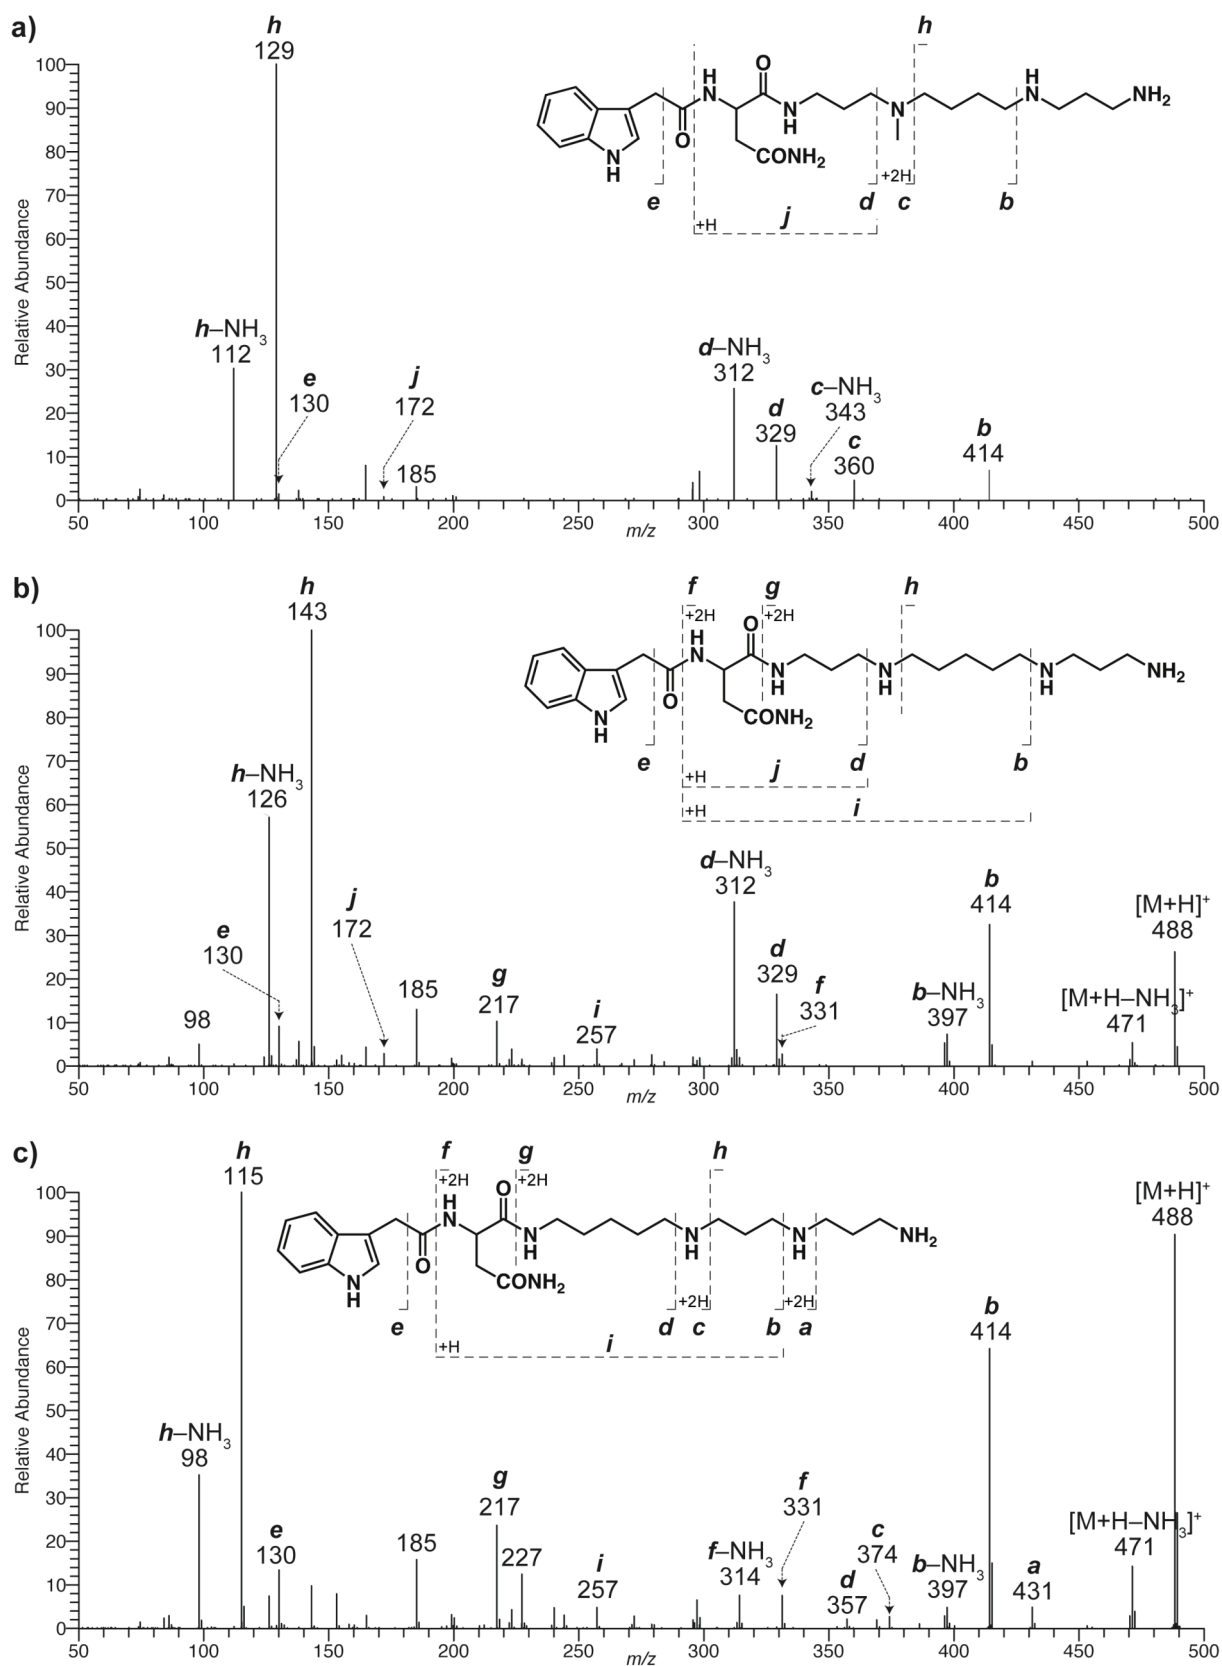 a)
h
129
100
90
80
70
60
50
40
30
20
10
0
Relative Abundance
h–NH3
112
e
130
j
172
185
d–NH3
312
d
329
c–NH3
343
c
360
b
414
h
O
H
N
O
N
H
N
H
N
NH2
CONH2
N
H
+2H
e
d
c
b
+H
j
50
100
150
200
250
300
350
400
450
500
m/z
b)
h
143
100
90
80
70
60
50
40
30
20
10
0
Relative Abundance
h–NH3
126
e
130
98
j
172
185
g
217
i
257
d–NH3
312
d
329
f
331
b
414
b–NH3
397
[M+H]+
488
[M+H–NH3]+
471
f
+2H
g
+2H
h
H
N
O
O
N
H
N
H
N
H
NH2
CONH2
N
H
e
d
b
+H
j
+H
i
50
100
150
200
250
300
350
400
450
500
m/z
c)
h
115
100
90
80
70
60
50
40
30
20
10
0
Relative Abundance
h–NH3
98
e
130
185
g
217
227
i
257
f–NH3
314
f
331
d
357
c
374
b–NH3
397
b
414
a
431
[M+H–NH3]+
471
[M+H]+
488
f
+2H
g
+2H
h
H
N
O
O
N
H
N
H
N
H
NH2
CONH2
N
H
+2H
+2H
e
d
c
b
a
+H
i
50
100
150
200
250
300
350
400
450
500
m/z